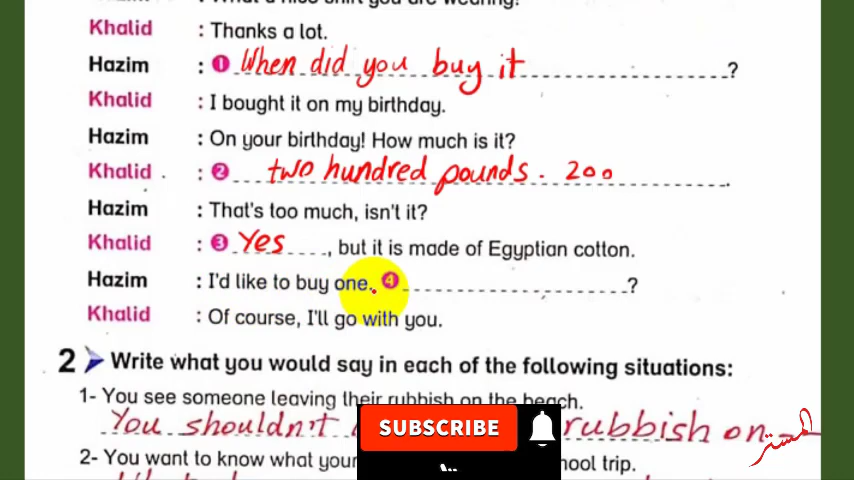 Khalid : Thanks a lot.
Hazim : ❶ When did you buy it ?
Khalid : I bought it on my birthday.
Hazim : On your birthday! How much is it?
Khalid : ❷ two hundred pounds. 200 .
Hazim : That's too much, isn't it?
Khalid : ❸ Yes , but it is made of Egyptian cotton.
Hazim : I'd like to buy one. ❹ ?
Khalid : Of course, I'll go with you.
2 Write what you would say in each of the following situations:
1- You see someone leaving their rubbish on the beach.
You shouldn't rubbish on
SUBSCRIBE
2- You want to know what your hool trip.
المستر